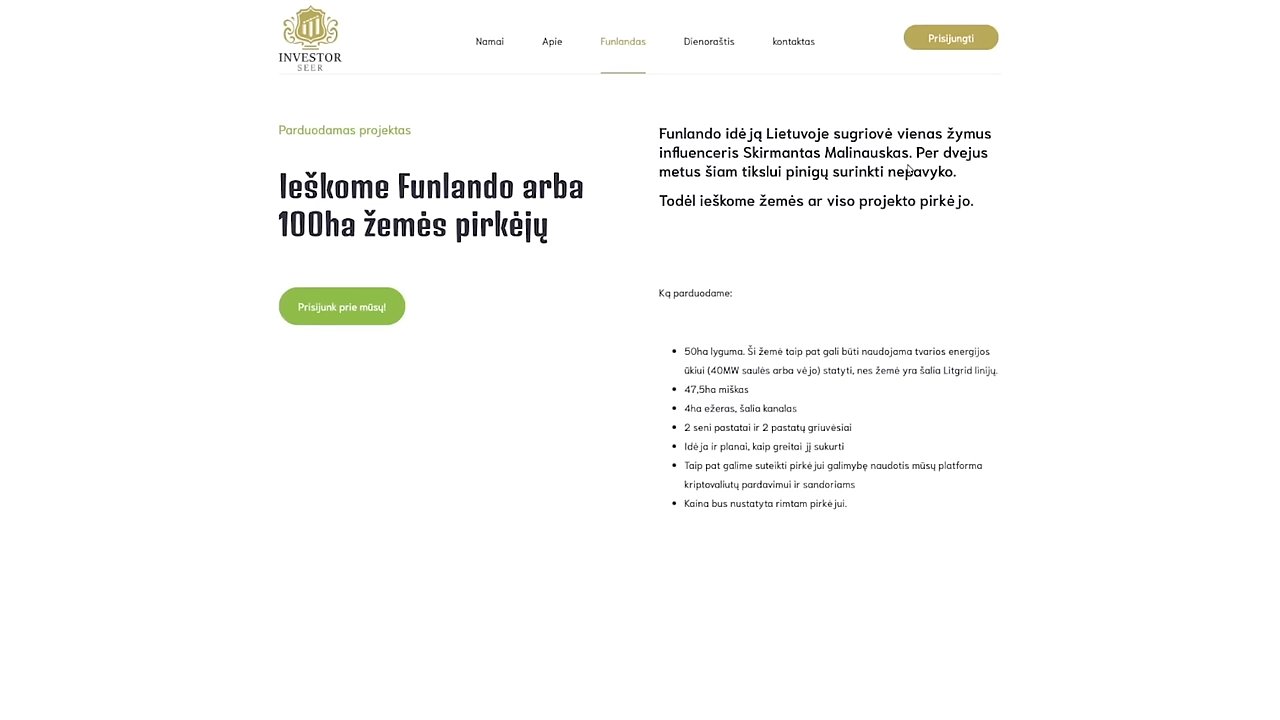 INVESTOR
SEER
Namai
Apie
Funlandas
Dienoraštis
kontaktas
Prisijungti
Parduodamas projektas
Ieškome Funlando arba
100ha žemės pirkėjų
Prisijunk prie mūsų!
Funlando idėją Lietuvoje sugriovė vienas žymus
influenceris Skirmantas Malinauskas. Per dvejus
metus šiam tikslui pinigų surinkti nepavyko.
Todėl ieškome žemės ar viso projekto pirkėjo.
Ką parduodame:
50ha lyguma. Ši žemė taip pat gali būti naudojama tvarios energijos
ūkiui (40MW saulės arba vėjo) statyti, nes žemė yra šalia Litgrid linijų.
47,5ha miškas
4ha ežeras, šalia kanalas
2 seni pastatai ir 2 pastatų griuvėsiai
Idėja ir planai, kaip greitai jį sukurti
Taip pat galime suteikti pirkėjui galimybę naudotis mūsų platforma
kriptovaliutų pardavimui ir sandoriams
Kaina bus nustatyta rimtam pirkėjui.